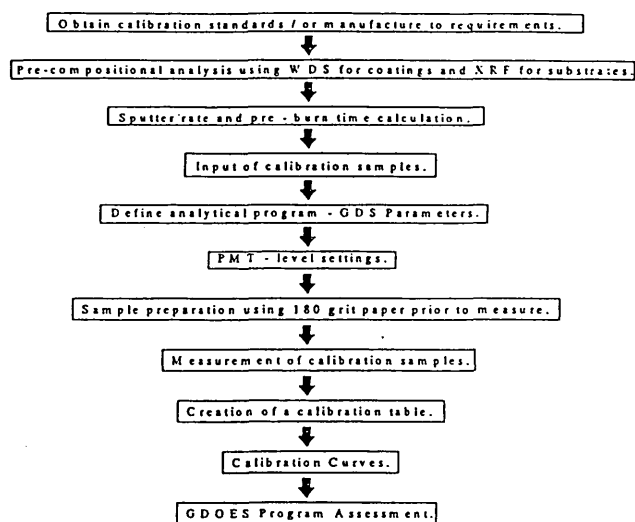 Obtain calibration standards / or manufacture to requirements.
Pre-compositional analysis using WDS for coatings and XRF for substrates.
Sputter rate and pre - burn time calculation.
Input of calibration samples.
Define analytical program - GDS Parameters.
PMT - level settings.
Sample preparation using 180 grit paper prior to measure.
Measurement of calibration samples.
Creation of a calibration table.
Calibration Curves.
GDOES Program Assessment.